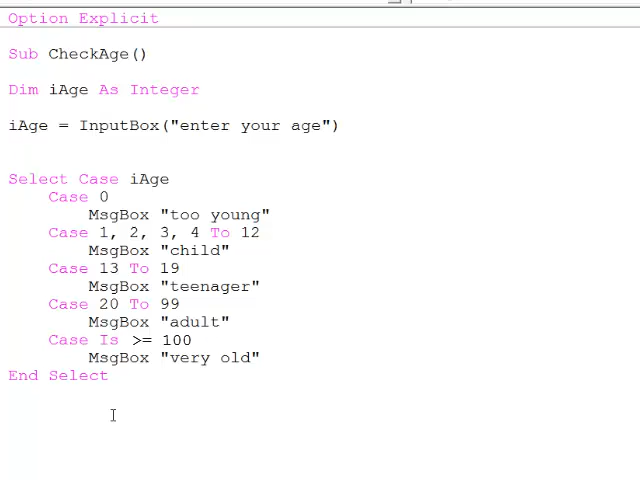 Option Explicit
Sub CheckAge()
Dim iAge As Integer
iAge = InputBox("enter your age")
Select Case iAge
    Case 0
        MsgBox "too young"
    Case 1, 2, 3, 4 To 12
        MsgBox "child"
    Case 13 To 19
        MsgBox "teenager"
    Case 20 To 99
        MsgBox "adult"
    Case Is >= 100
        MsgBox "very old"
End Select